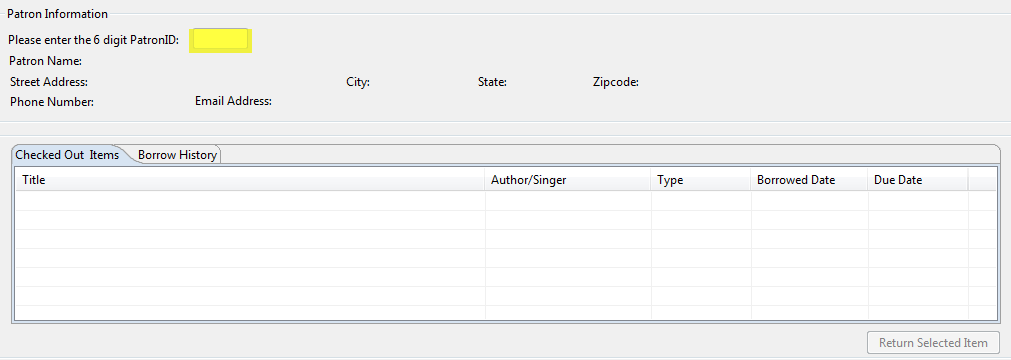 Patron Information
Please enter the 6 digit PatronID:
Patron Name:
Street Address: City: State: Zipcode:
Phone Number: Email Address:
Checked Out Items Borrow History
Title Author/Singer Type Borrowed Date Due Date
Return Selected Item